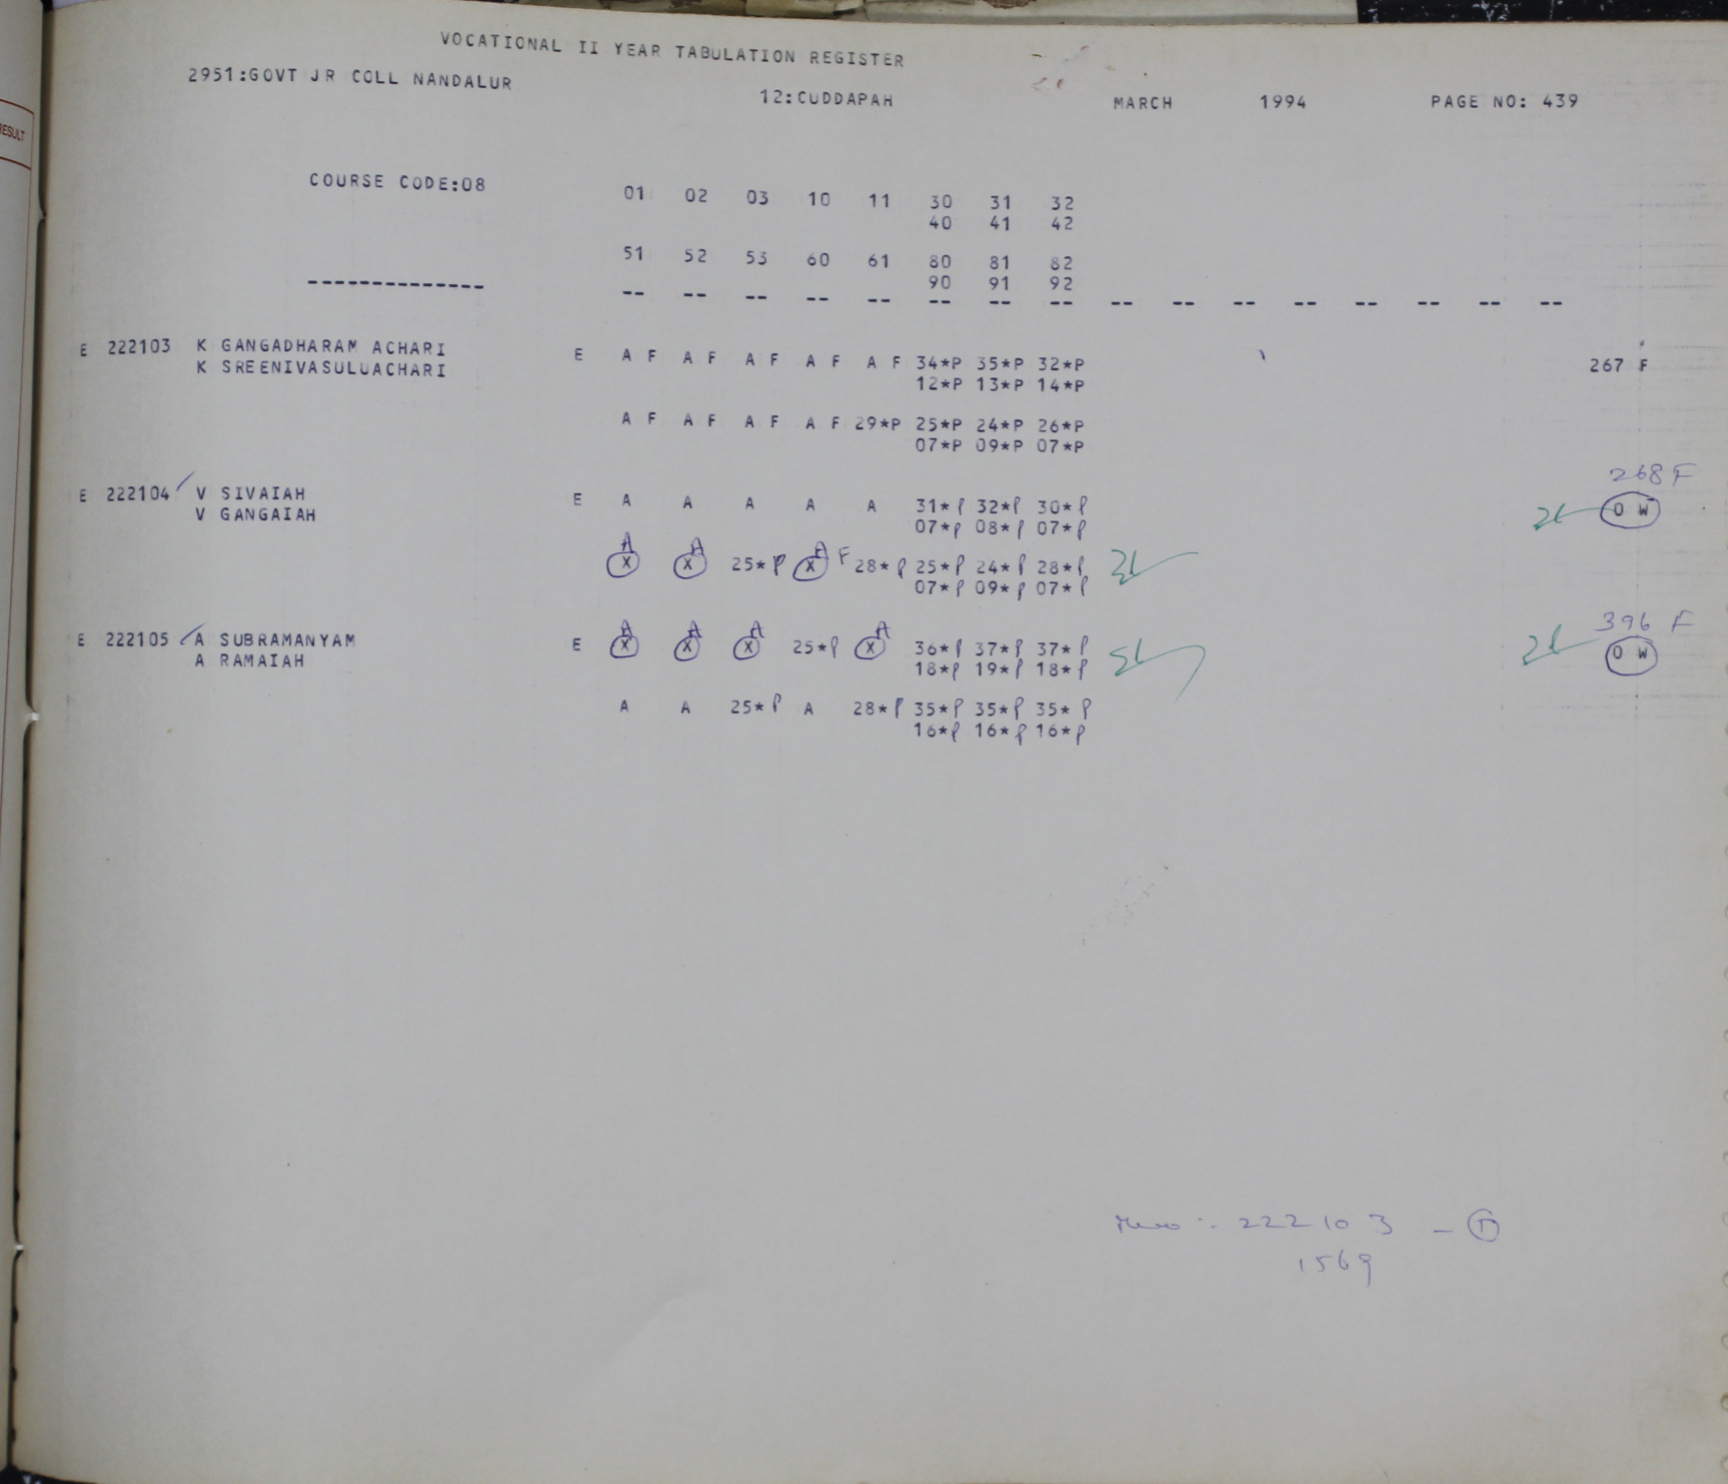 VOCATIONAL II YEAR TABULATION REGISTER
2951:GOVT JR COLL NANDALUR 12:CUDDAPAH MARCH 1994 PAGE NO: 439
RESULT
COURSE CODE:08 01 02 03 10 11 30 31 32
40 41 42
51 52 53 60 61 80 81 82
90 91 92
-------------- -- -- -- -- -- -- -- -- -- -- -- -- -- -- -- --
E 222103 K GANGADHARAM ACHARI E A F A F A F A F A F 34*P 35*P 32*P 267 F
K SREENIVASULUACHARI 12*P 13*P 14*P
A F A F A F A F 29*P 25*P 24*P 26*P
07*P 09*P 07*P
268 F
E 222104 V SIVAIAH E A A A A A 31*P 32*P 30*P 0 W
V GANGAIAH 07*P 08*P 07*P
A A A
X X 25*P X F 28*P 25*P 24*P 28*P
07*P 09*P 07*P
396 F
A A A A
E 222105 A SUBRAMANYAM E X X X 25*P X 36*P 37*P 37*P 0 W
A RAMAIAH 18*P 19*P 18*P
A A 25*P A 28*P 35*P 35*P 35*P
16*P 16*P 16*P
222103 -
1569